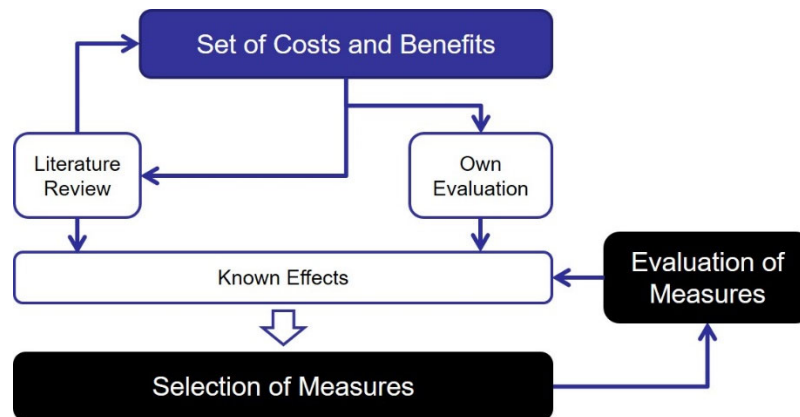 Set of Costs and Benefits
Literature
Review
Own
Evaluation
Known Effects
Evaluation of
Measures
Selection of Measures